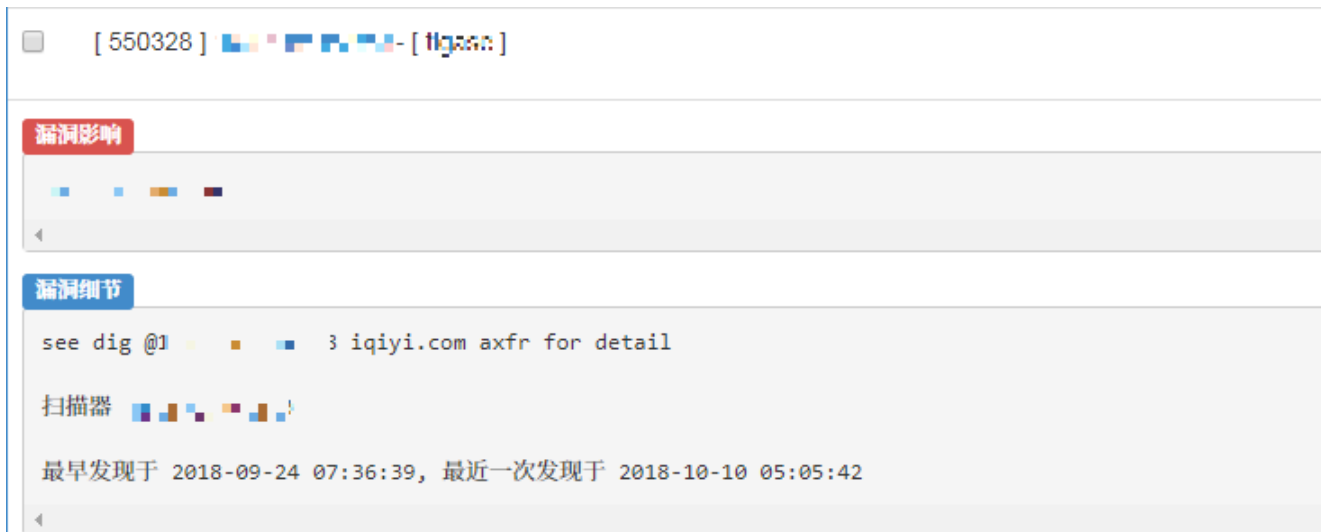 [ 550328 ] - [ ]
漏洞影响
漏洞细节
see dig @1 3 iqiyi.com axfr for detail
扫描器
最早发现于 2018-09-24 07:36:39, 最近一次发现于 2018-10-10 05:05:42